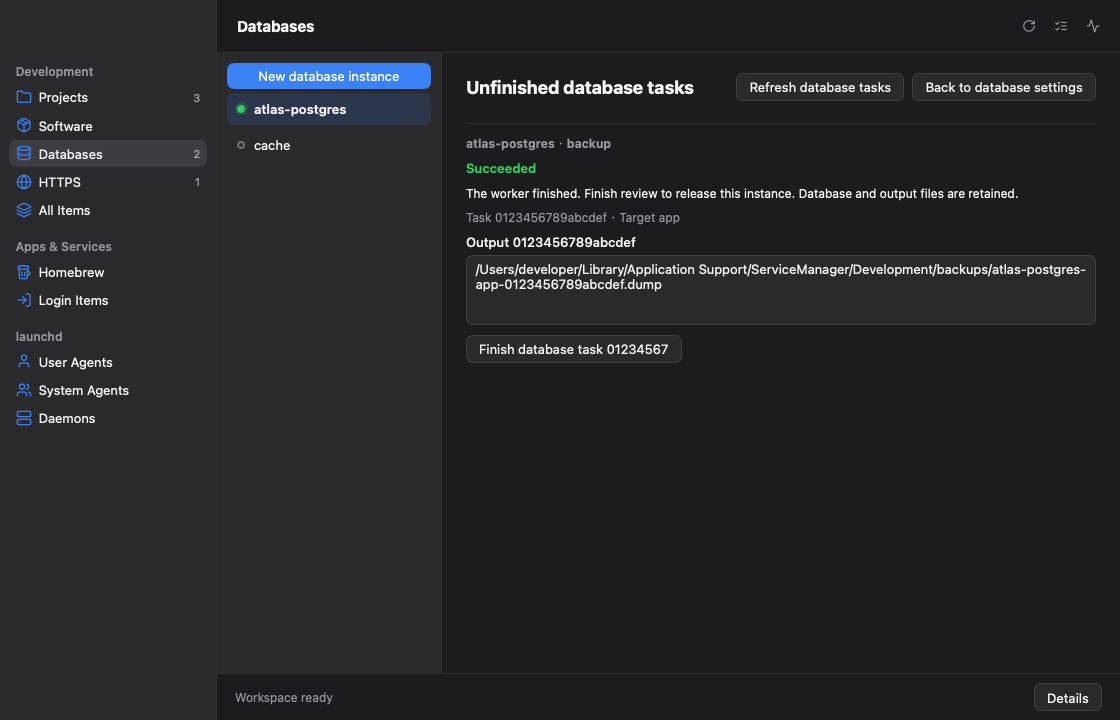 Databases
Development
Projects 3
Software
Databases 2
HTTPS 1
All Items
Apps & Services
Homebrew
Login Items
launchd
User Agents
System Agents
Daemons
New database instance
atlas-postgres
cache
Unfinished database tasks
Refresh database tasks
Back to database settings
atlas-postgres · backup
Succeeded
The worker finished. Finish review to release this instance. Database and output files are retained.
Task 0123456789abcdef · Target app
Output 0123456789abcdef
/Users/developer/Library/Application Support/ServiceManager/Development/backups/atlas-postgres-
app-0123456789abcdef.dump
Finish database task 01234567
Workspace ready
Details